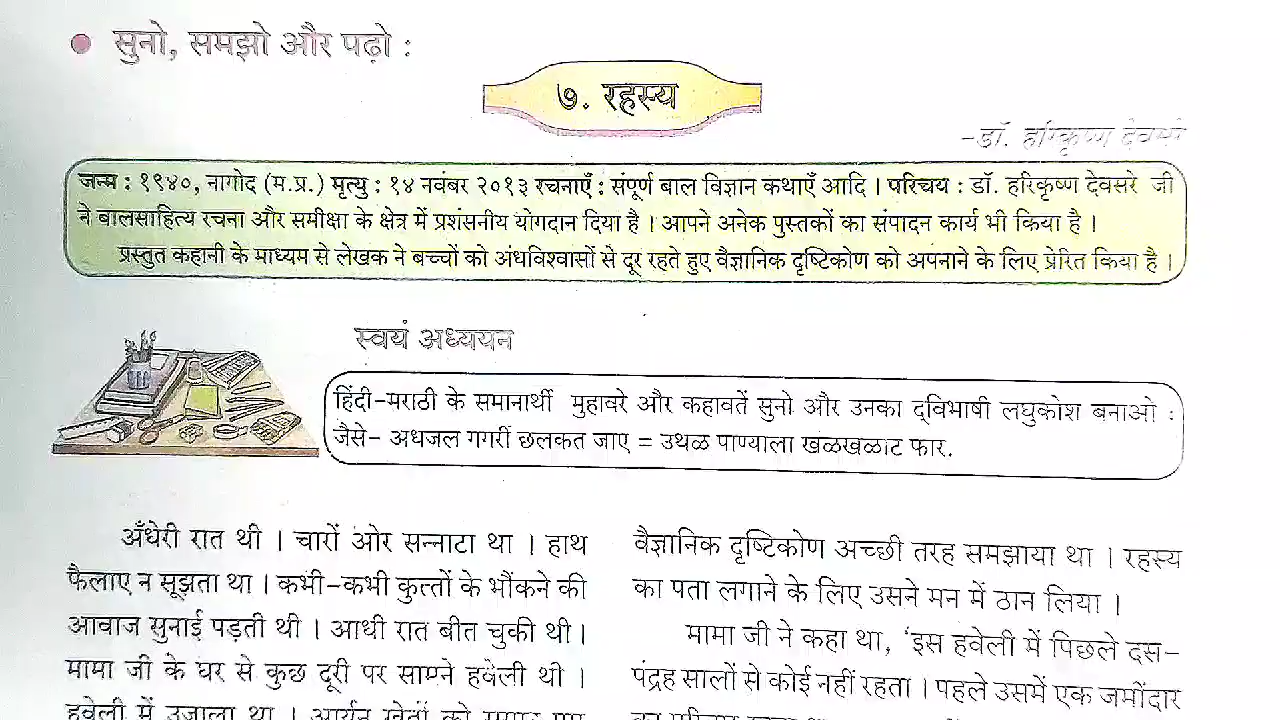 सुनो, समझो और पढ़ो :
७. रहस्य
-डॉ. हरिकृष्ण देवसरे
जन्म : १९४०, नागोद (म.प्र.) मृत्यु : १४ नवंबर २०१३ रचनाएँ : संपूर्ण बाल विज्ञान कथाएँ आदि । परिचय : डॉ. हरिकृष्ण देवसरे जी
ने बालसाहित्य रचना और समीक्षा के क्षेत्र में प्रशंसनीय योगदान दिया है । आपने अनेक पुस्तकों का संपादन कार्य भी किया है ।
प्रस्तुत कहानी के माध्यम से लेखक ने बच्चों को अंधविश्वासों से दूर रहते हुए वैज्ञानिक दृष्टिकोण को अपनाने के लिए प्रेरित किया है ।
स्वयं अध्ययन
हिंदी-मराठी के समानार्थी मुहावरे और कहावतें सुनो और उनका द्‌विभाषी लघुकोश बनाओ :
जैसे- अधजल गगरी छलकत जाए = उथळ पाण्याला खळखळाट फार.
अँधेरी रात थी । चारों ओर सन्नाटा था । हाथ
फैलाए न सूझता था । कभी-कभी कुत्तों के भौंकने की
आवाज सुनाई पड़ती थी । आधी रात बीत चुकी थी ।
मामा जी के घर से कुछ दूरी पर सामने हवेली थी ।
हवेली में उजाला था ।
वैज्ञानिक दृष्टिकोण अच्छी तरह समझाया था । रहस्य
का पता लगाने के लिए उसने मन में ठान लिया ।
मामा जी ने कहा था, 'इस हवेली में पिछले दस-
पंद्रह सालों से कोई नहीं रहता । पहले उसमें एक जमींदार